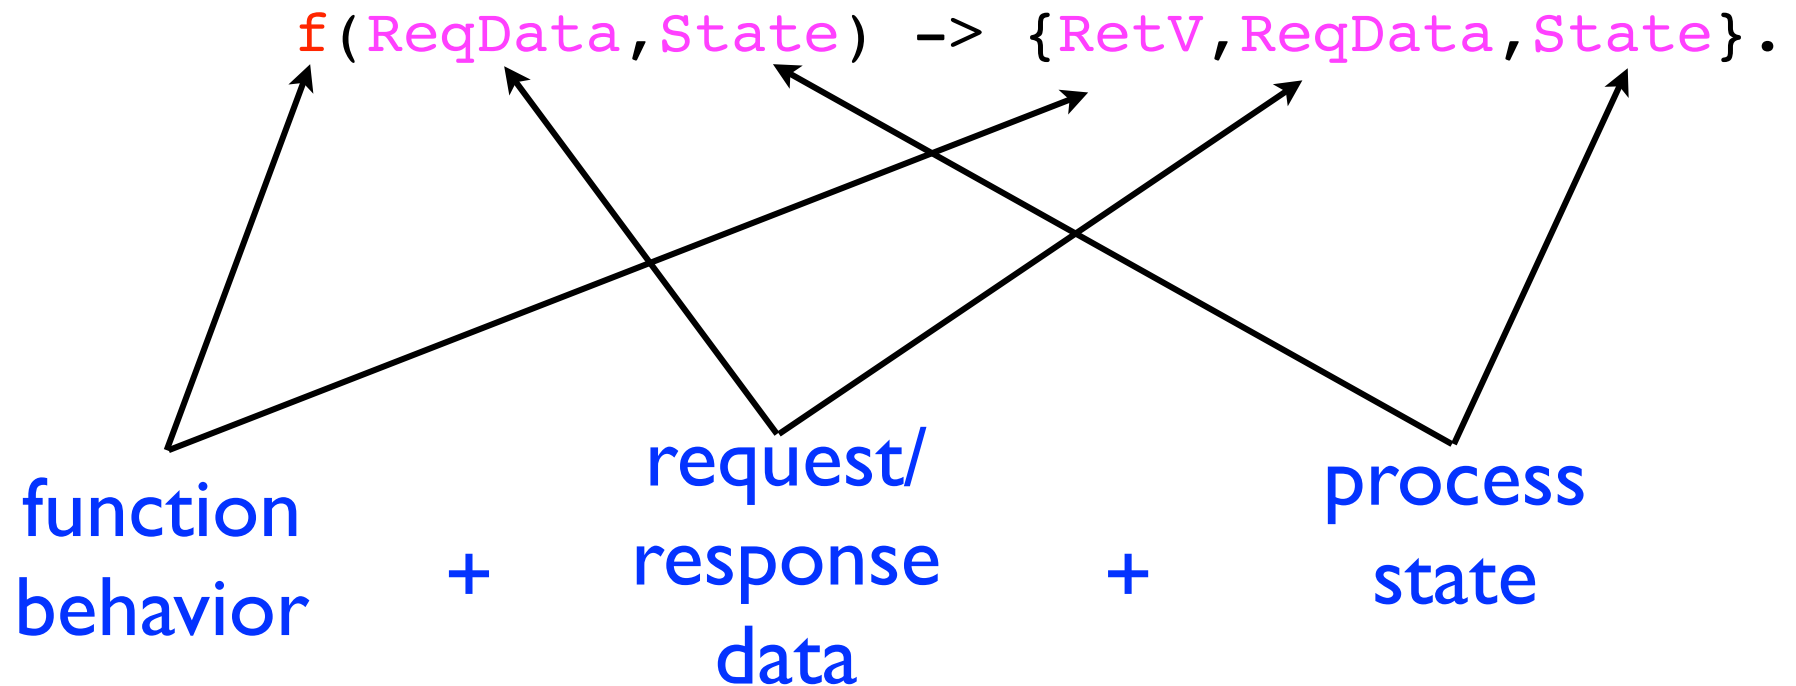 f(ReqData,State) -> {RetV,ReqData,State}.
function
behavior
+
request/
response
data
+
process
state